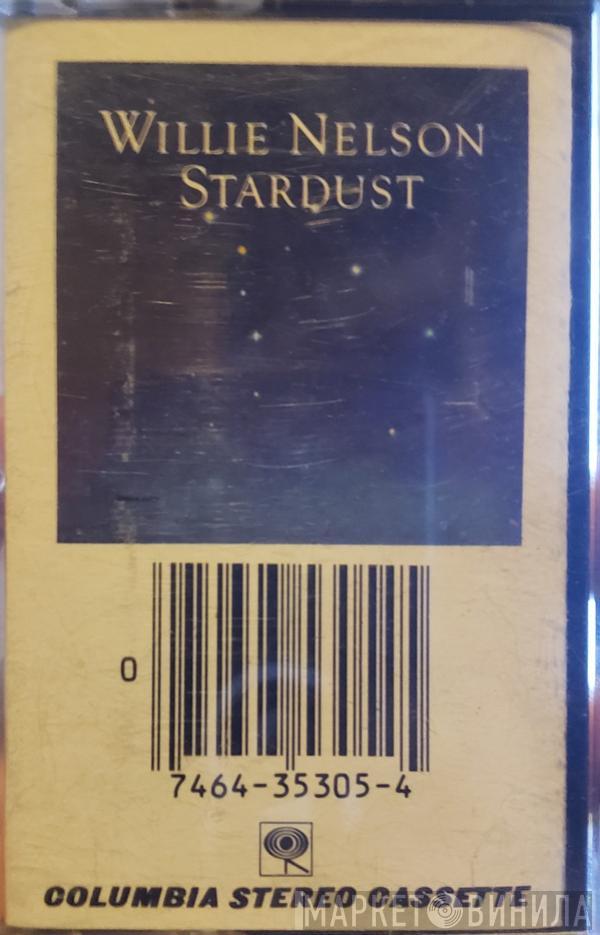 WILLIE NELSON
STARDUST
0
7464-35305-4
COLUMBIA STEREO CASSETTE
МАРКЕТ ВИНИЛА